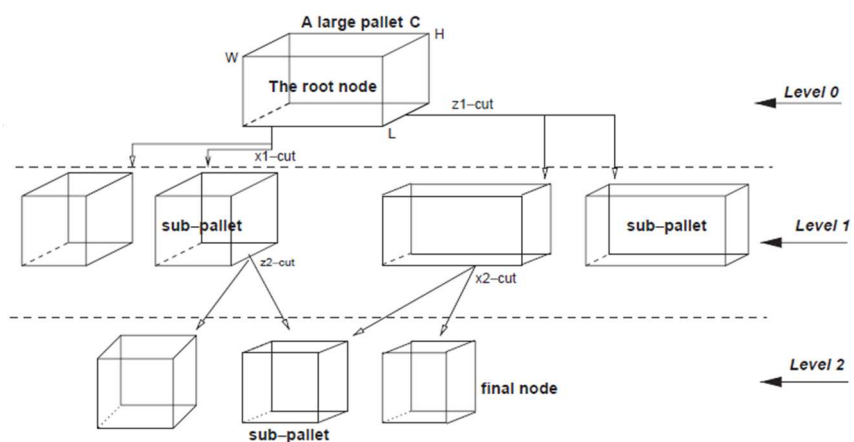 A large pallet C
H
W
The root node
Level 0
z1–cut
L
x1–cut
sub–pallet
sub–pallet
Level 1
z2–cut
x2–cut
Level 2
final node
sub–pallet